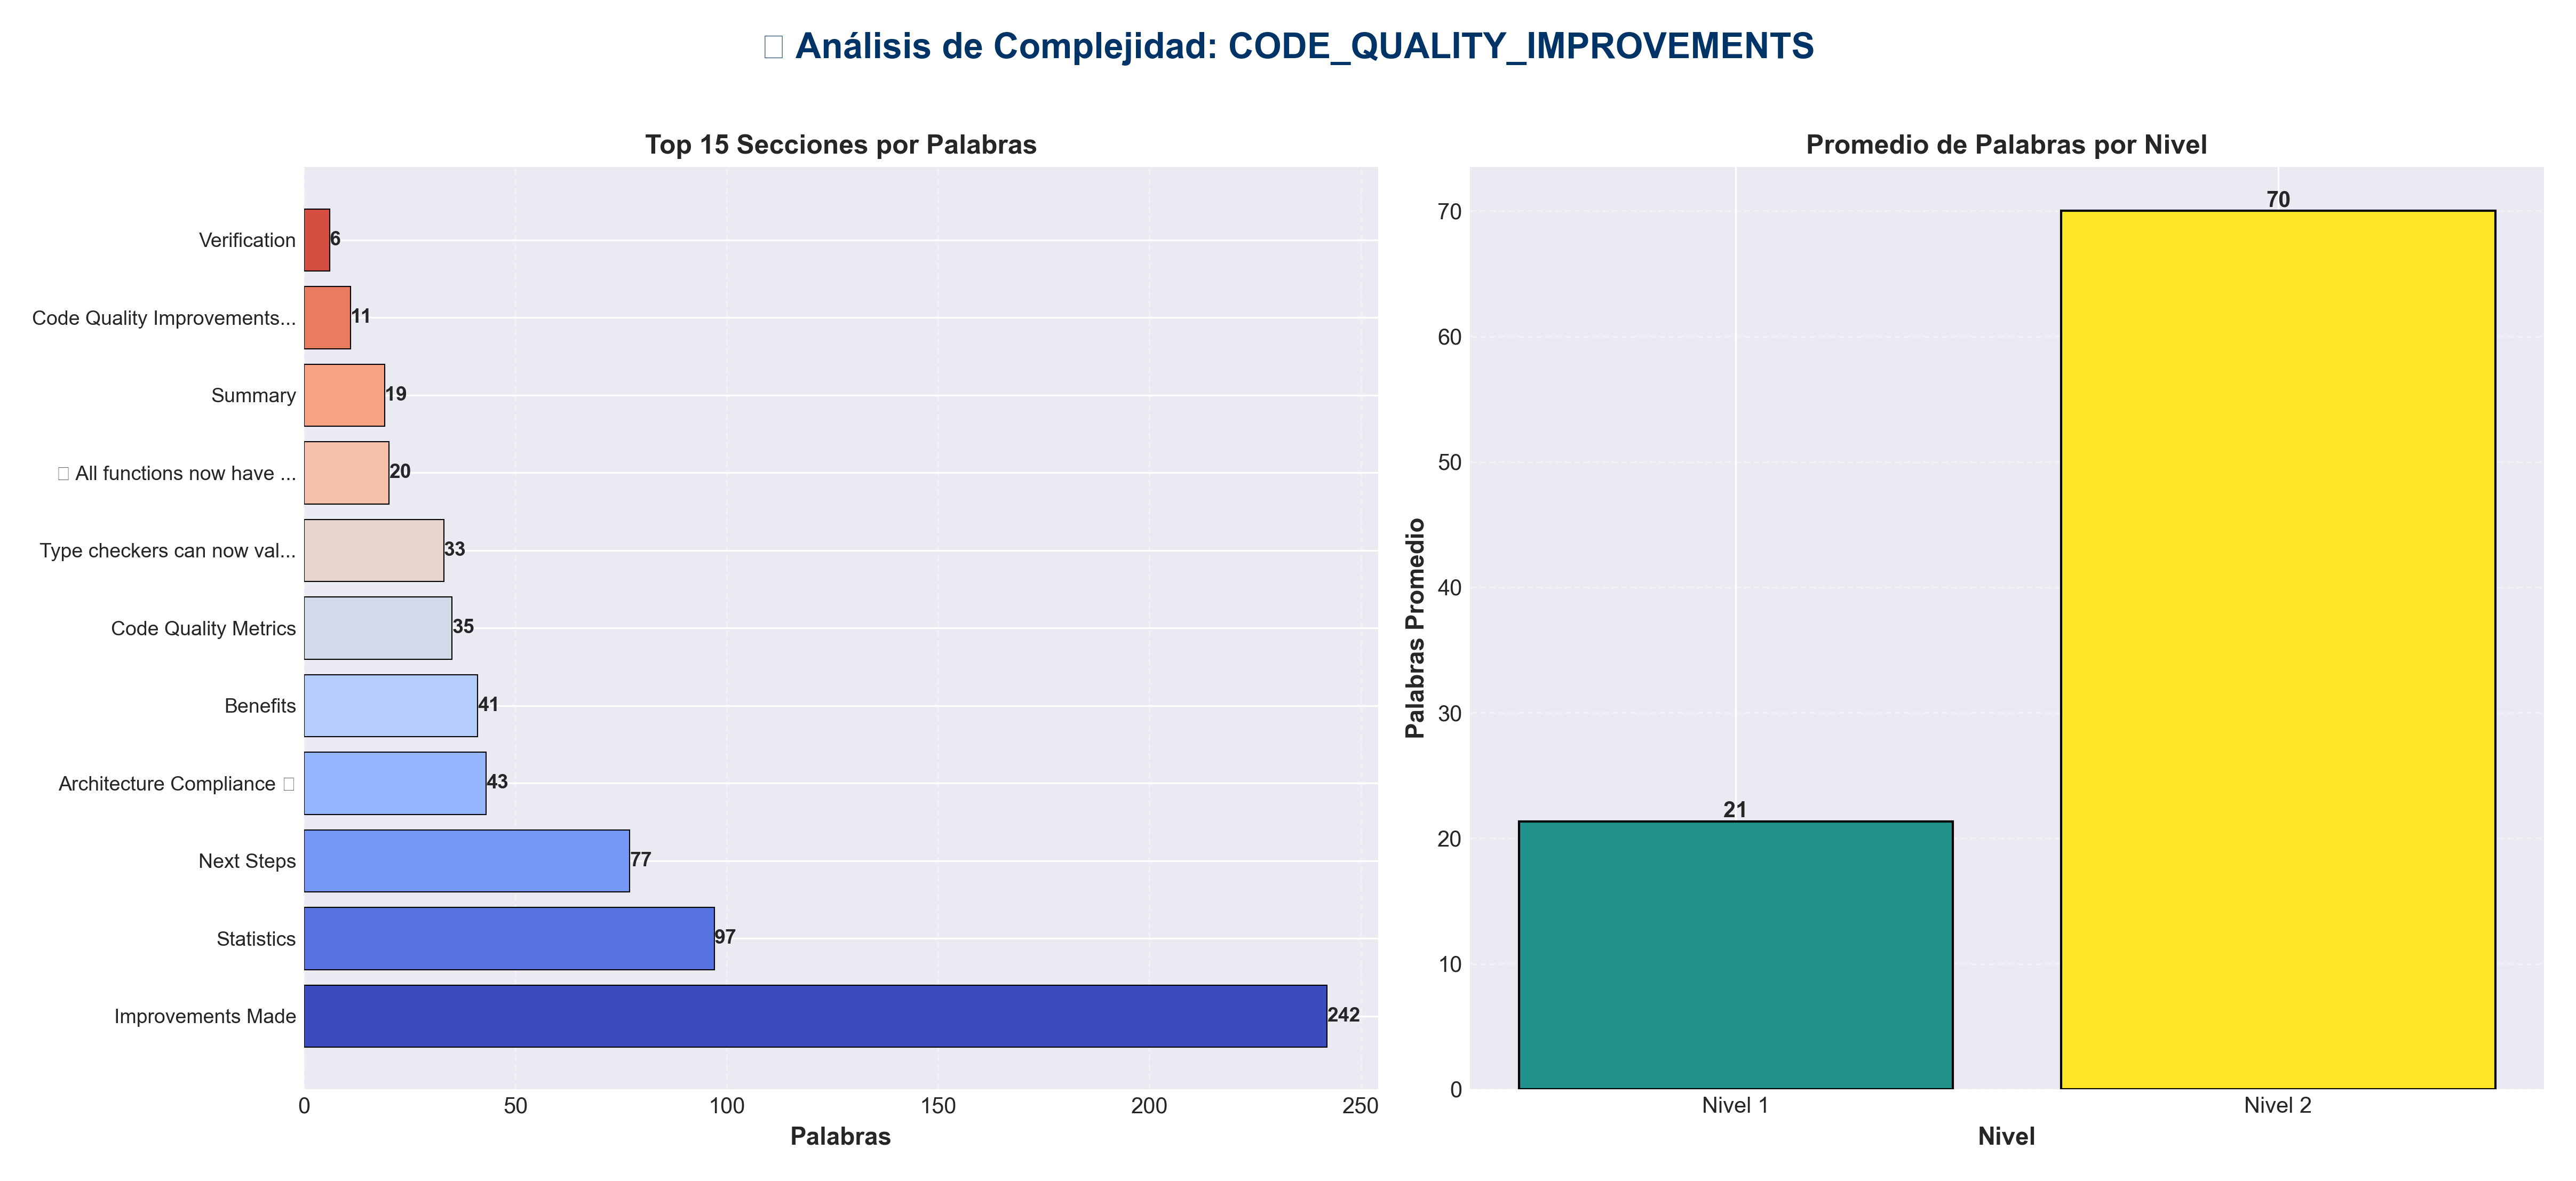 Análisis de Complejidad: CODE_QUALITY_IMPROVEMENTS
Top 15 Secciones por Palabras
Verification
6
Code Quality Improvements...
11
Summary
19
All functions now have ...
20
Type checkers can now val...
33
Code Quality Metrics
35
Benefits
41
Architecture Compliance
43
Next Steps
77
Statistics
97
Improvements Made
242
0 50 100 150 200 250
Palabras
Promedio de Palabras por Nivel
Palabras Promedio
70
60
50
40
30
20
10
0
21
70
Nivel 1 Nivel 2
Nivel